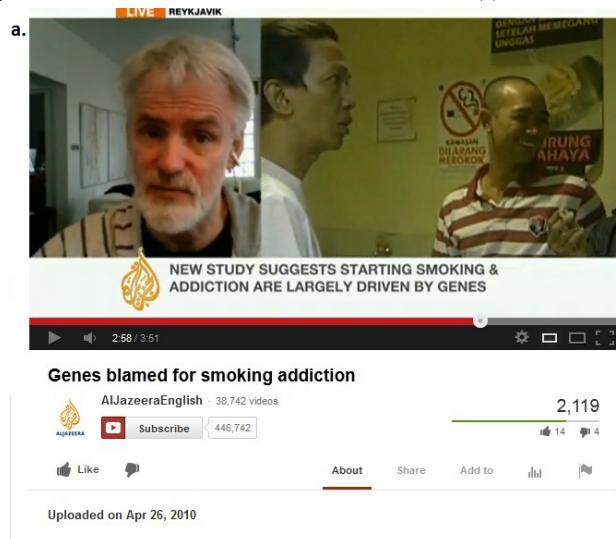 a.
LIVE REYKJAVIK
SETELAH MEMEGANG
UNGGAS
KAWASAN
DILARANG
MEROKOK
URUNG
AHAYA
NEW STUDY SUGGESTS STARTING SMOKING &
ADDICTION ARE LARGELY DRIVEN BY GENES
2:58 / 3:51
Genes blamed for smoking addiction
AlJazeeraEnglish · 38,742 videos
ALJAZEERA
Subscribe 446,742
2,119
14 4
Like
About Share Add to
Uploaded on Apr 26, 2010